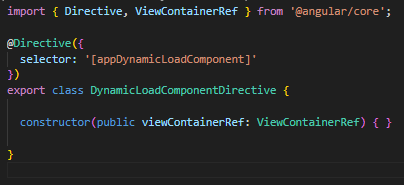 import { Directive, ViewContainerRef } from '@angular/core';
@Directive({
  selector: '[appDynamicLoadComponent]'
})
export class DynamicLoadComponentDirective {
  constructor(public viewContainerRef: ViewContainerRef) { }
}